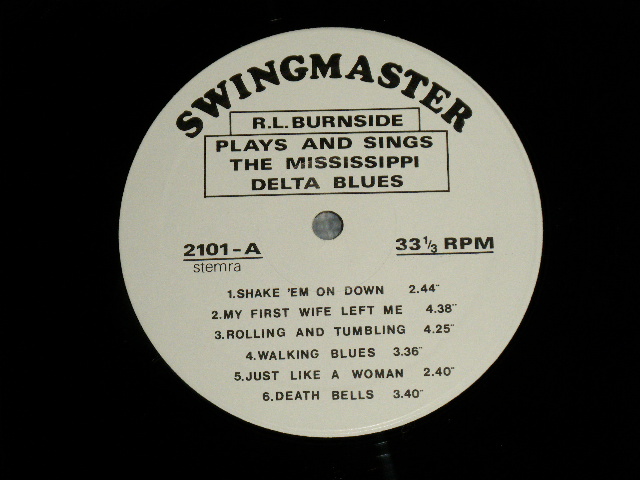 SWINGMASTER
R.L.BURNSIDE
PLAYS AND SINGS
THE MISSISSIPPI
DELTA BLUES
2101-A
stemra
33 1/3 RPM
1.SHAKE 'EM ON DOWN 2.44"
2.MY FIRST WIFE LEFT ME 4.38"
3.ROLLING AND TUMBLING 4.25"
4.WALKING BLUES 3.36"
5.JUST LIKE A WOMAN 2.40"
6.DEATH BELLS 3.40"